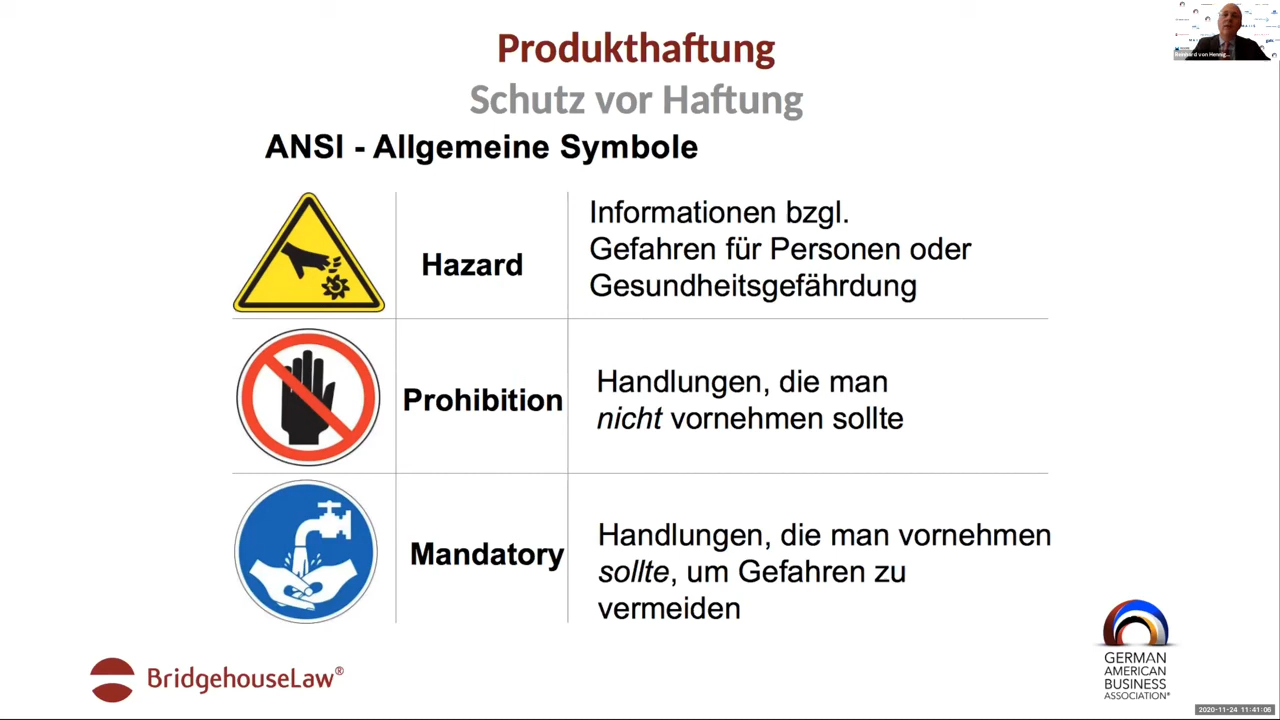 Produkthaftung
Schutz vor Haftung
ANSI - Allgemeine Symbole
Hazard
Informationen bzgl.
Gefahren für Personen oder
Gesundheitsgefährdung
Prohibition
Handlungen, die man
nicht vornehmen sollte
Mandatory
Handlungen, die man vornehmen
sollte, um Gefahren zu
vermeiden
BridgehouseLaw®
GERMAN
AMERICAN
BUSINESS
ASSOCIATION®
2020-11-24 11:41:08